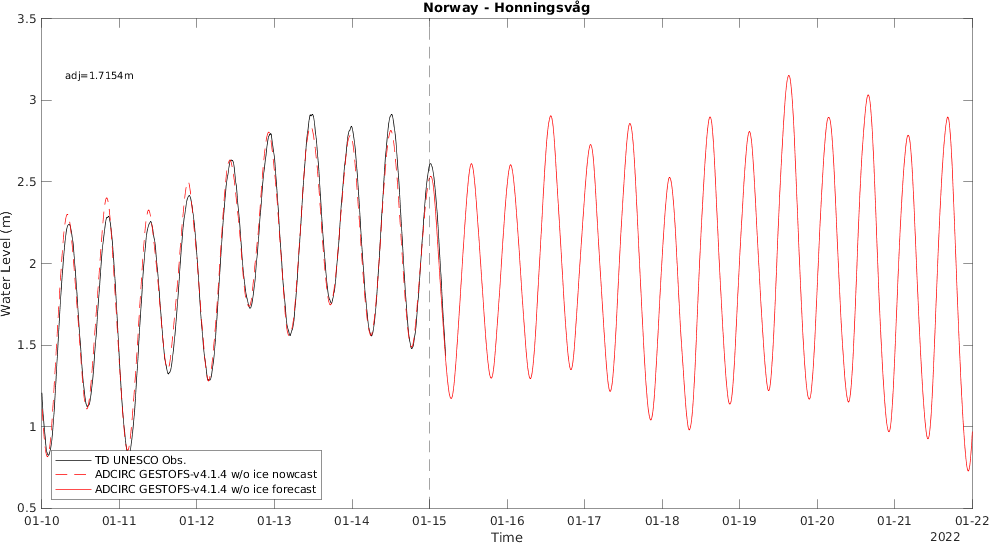 Norway - Honningsvåg
3.5
adj=1.7154m
3
2.5
Water Level (m)
2
1.5
1
TD UNESCO Obs.
ADCIRC GESTOFS-v4.1.4 w/o ice nowcast
ADCIRC GESTOFS-v4.1.4 w/o ice forecast
0.5
01-10 01-11 01-12 01-13 01-14 01-15 01-16 01-17 01-18 01-19 01-20 01-21 01-22
Time
2022